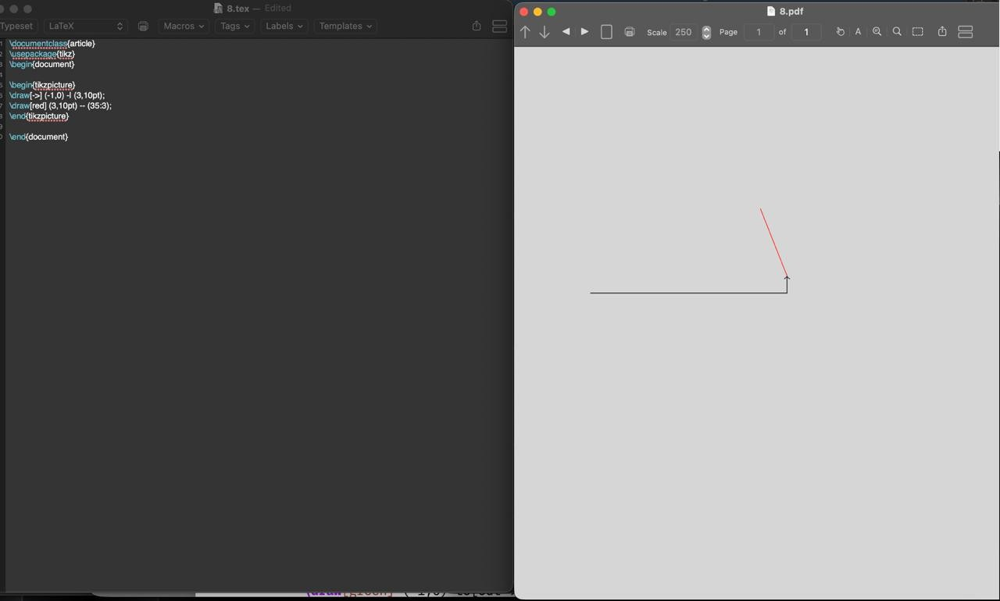 8.tex — Edited
Typeset LaTeX Macros Tags Labels Templates
\documentclass{article}
\usepackage{tikz}
\begin{document}
\begin{tikzpicture}
\draw[->] (-1,0) -| (3,10pt);
\draw[red] (3,10pt) -- (35:3);
\end{tikzpicture}
\end{document}
8.pdf
Scale 250 Page 1 of 1 A